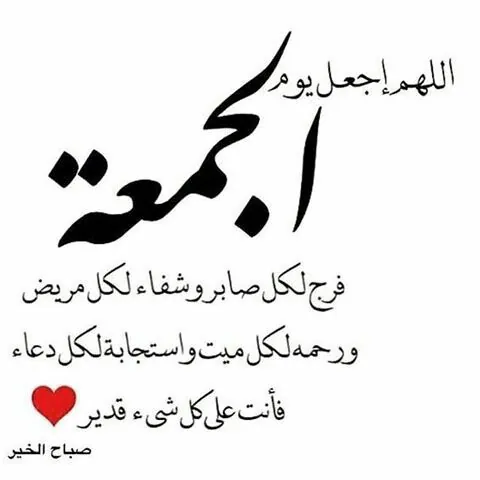 اللهم إجعل يوم
الجمعة
فرج لكل صابر وشفاء لكل مريض
ورحمه لكل ميت واستجابة لكل دعاء
فأنت على كل شيء قدير
صباح الخير